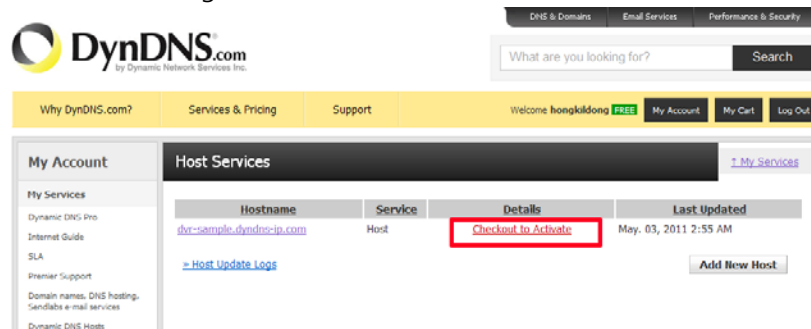 DNS & Domains Email Services Performance & Security
DynDNS.com
by Dynamic Network Services Inc.
What are you looking for? Search
Why DynDNS.com? Services & Pricing Support Welcome hongkildong FREE My Account My Cart Log Out
My Account
Host Services
↑ My Services
My Services
Dynamic DNS Pro
Internet Guide
SLA
Premier Support
Domain names, DNS hosting,
Sendlabs e-mail services
Dynamic DNS Hosts
Hostname Service Details Last Updated
dvr-sample.dyndns-ip.com Host Checkout to Activate May. 03, 2011 2:55 AM
» Host Update Logs
Add New Host